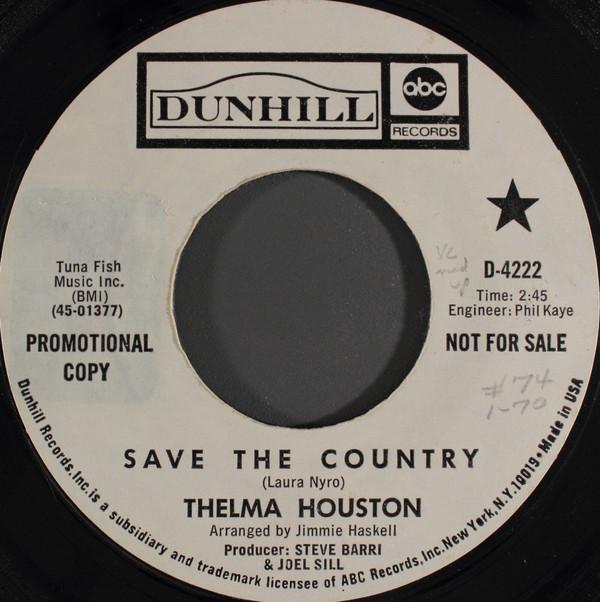 DUNHILL
abc
RECORDS
Tuna Fish
Music Inc.
(BMI)
(45-01377)
PROMOTIONAL
COPY
D-4222
Time: 2:45
Engineer: Phil Kaye
NOT FOR SALE
#74
1-70
SAVE THE COUNTRY
(Laura Nyro)
THELMA HOUSTON
Arranged by Jimmie Haskell
Producer: STEVE BARRI
& JOEL SILL
Dunhill Records, Inc. is a subsidiary and trademark licensee of ABC Records, Inc. New York, N.Y. 10019 • Made in USA